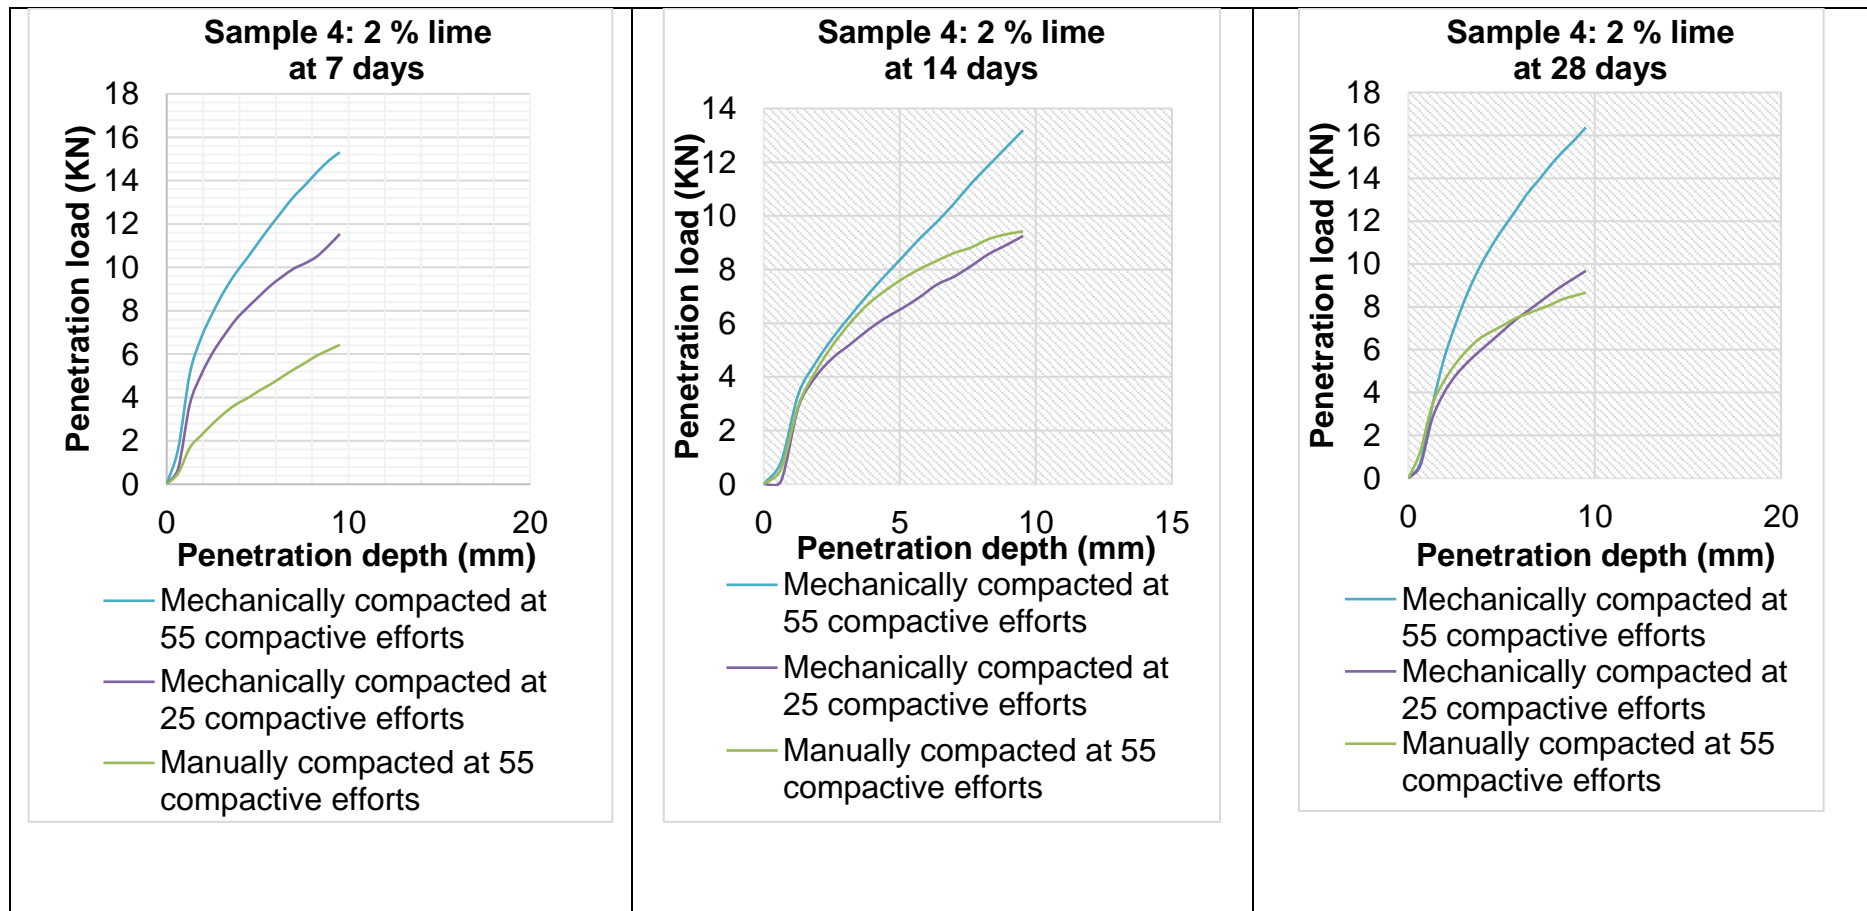 Sample 4: 2 % lime
at 7 days
18
16
14
12
10
8
6
4
2
0
Penetration load (KN)
0 10 20
Penetration depth (mm)
Mechanically compacted at
55 compactive efforts
Mechanically compacted at
25 compactive efforts
Manually compacted at 55
compactive efforts
Sample 4: 2 % lime
at 14 days
14
12
10
8
6
4
2
0
Penetration load (KN)
0 5 10 15
Penetration depth (mm)
Mechanically compacted at
55 compactive efforts
Mechanically compacted at
25 compactive efforts
Manually compacted at 55
compactive efforts
Sample 4: 2 % lime
at 28 days
18
16
14
12
10
8
6
4
2
0
Penetration load (KN)
0 10 20
Penetration depth (mm)
Mechanically compacted at
55 compactive efforts
Mechanically compacted at
25 compactive efforts
Manually compacted at 55
compactive efforts